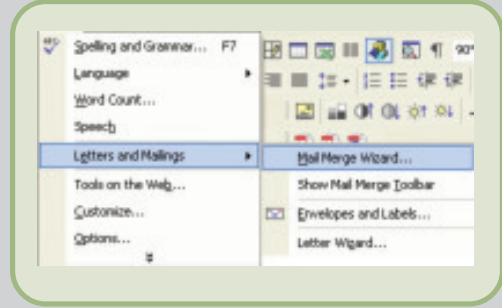 Spelling and Grammar... F7
Language
Word Count...
Speech
Letters and Mailings
Tools on the Web...
Customize...
Options...
Mail Merge Wizard...
Show Mail Merge Toolbar
Envelopes and Labels...
Letter Wizard...